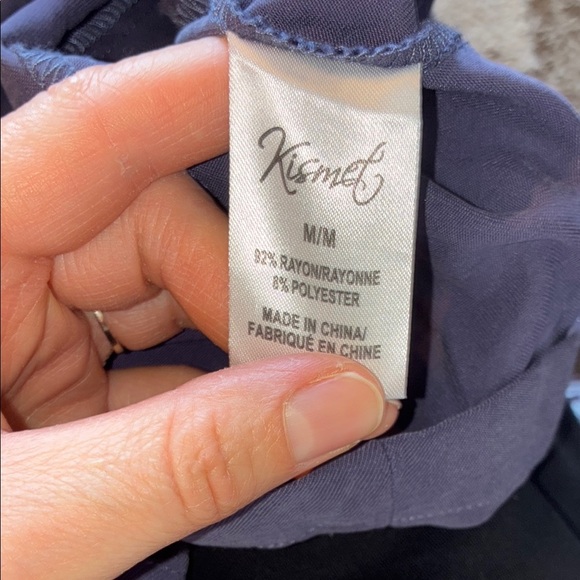 Kismet
M/M
92% RAYON/RAYONNE
8% POLYESTER
MADE IN CHINA/
FABRIQUÉ EN CHINE